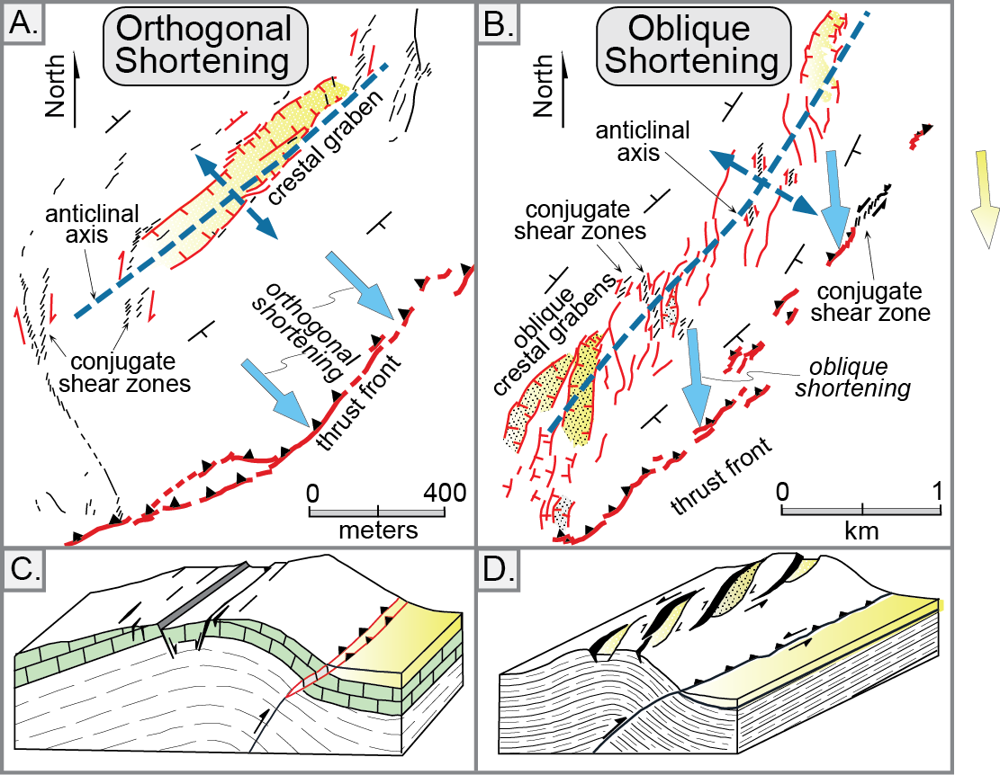 A.
Orthogonal
Shortening
North
crestal graben
anticlinal
axis
orthogonal
shortening
conjugate
shear zones
thrust front
0
400
meters
B.
Oblique
Shortening
North
anticlinal
axis
conjugate
shear zones
oblique
crestal grabens
conjugate
shear zone
oblique
shortening
thrust front
0
1
km
C.
D.